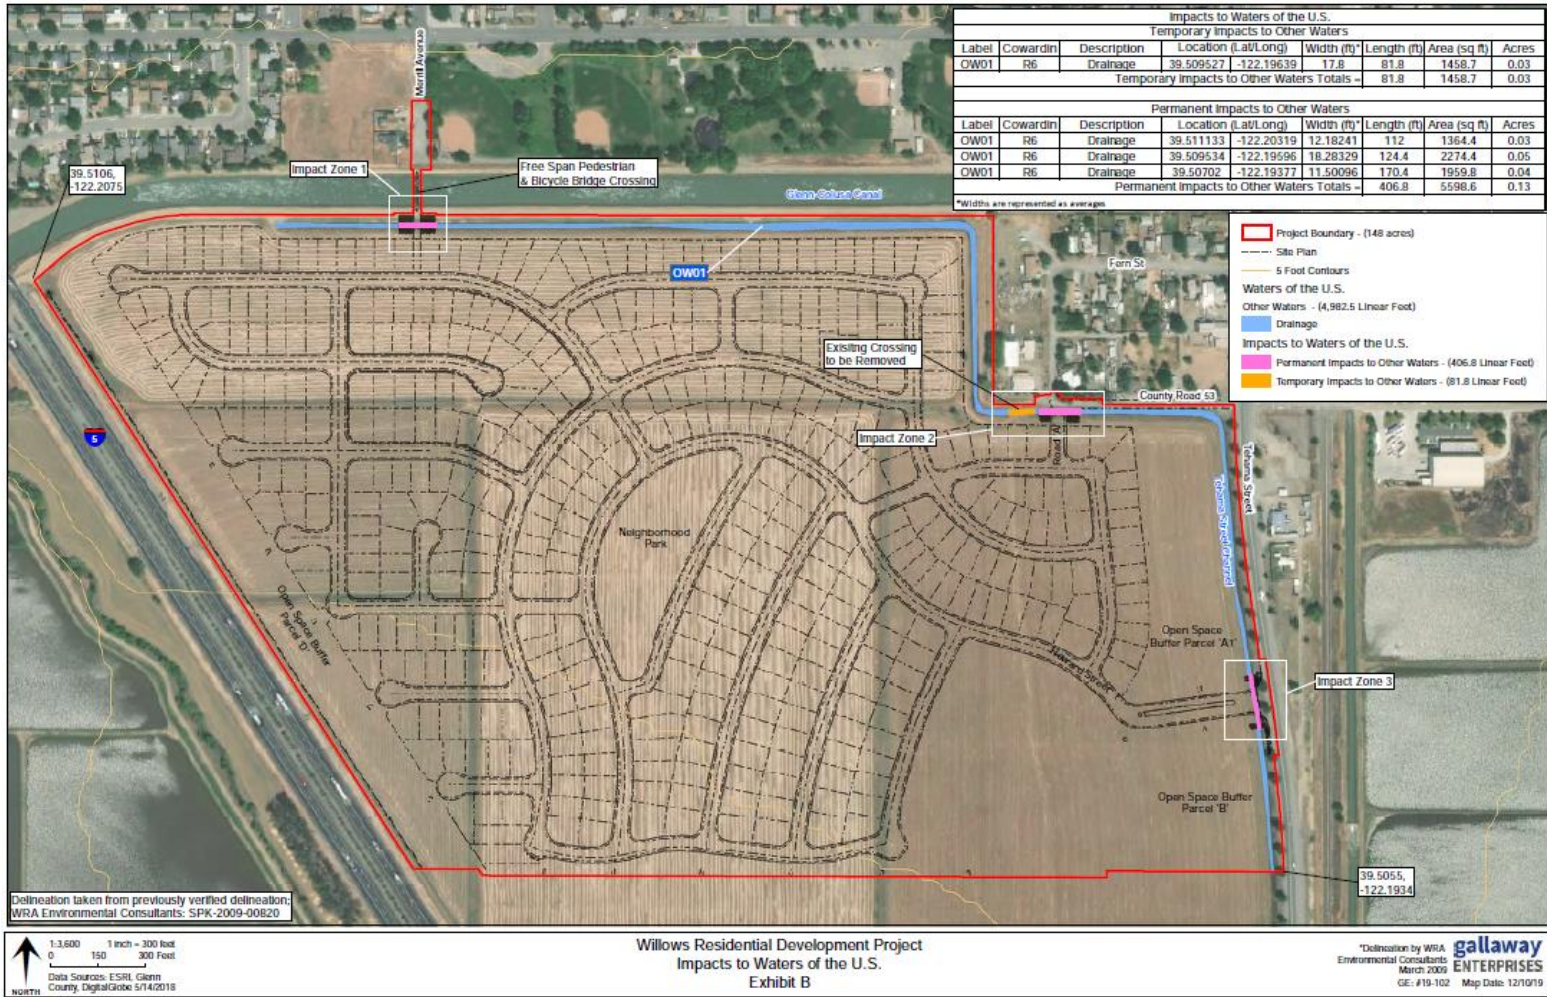 Impacts to Waters of the U.S.
Temporary Impacts to Other Waters
Label Cowardin Description Location (Lat/Long) Width (ft)* Length (ft) Area (sq ft) Acres
OW01 R6 Drainage 39.509527 -122.19639 17.8 81.8 1458.7 0.03
Temporary Impacts to Other Waters Totals = 81.8 1458.7 0.03
Permanent Impacts to Other Waters
Label Cowardin Description Location (Lat/Long) Width (ft)* Length (ft) Area (sq ft) Acres
OW01 R6 Drainage 39.511133 -122.20319 12.18241 112 1364.4 0.03
OW01 R6 Drainage 39.509534 -122.19596 18.28329 124.4 2274.4 0.05
OW01 R6 Drainage 39.50702 -122.19377 11.50096 170.4 1959.8 0.04
Permanent Impacts to Other Waters Totals = 406.8 5598.6 0.13
*Widths are represented as averages
Merrill Avenue
39.5106,
-122.2075
Impact Zone 1
Free Span Pedestrian
& Bicycle Bridge Crossing
Glenn-Colusa Canal
OW01
Fern St
Project Boundary - (148 acres)
Site Plan
5 Foot Contours
Waters of the U.S.
Other Waters - (4,982.5 Linear Feet)
Drainage
Impacts to Waters of the U.S.
Permanent Impacts to Other Waters - (406.8 Linear Feet)
Temporary Impacts to Other Waters - (81.8 Linear Feet)
Exisitng Crossing
to be Removed
County Road 53
Impact Zone 2
Road 'A'
5
Tehama Street
Tehama Street Channel
Neighborhood
Park
Open Space Buffer
Parcel 'D'
Open Space
Buffer Parcel 'A1'
Harvard Street
Impact Zone 3
Open Space Buffer
Parcel 'B'
39.5055,
-122.1934
Delineation taken from previously verified delineation;
WRA Environmental Consultants: SPK-2009-00820
NORTH
1:3,600 1 inch = 300 feet
0 150 300 Feet
Data Sources: ESRI, Glenn
County, DigitalGlobe 5/14/2018
Willows Residential Development Project
Impacts to Waters of the U.S.
Exhibit B
*Delineation by WRA
Environmental Consultants
March 2009
GE: #19-102 Map Date: 12/10/19
gallaway
ENTERPRISES